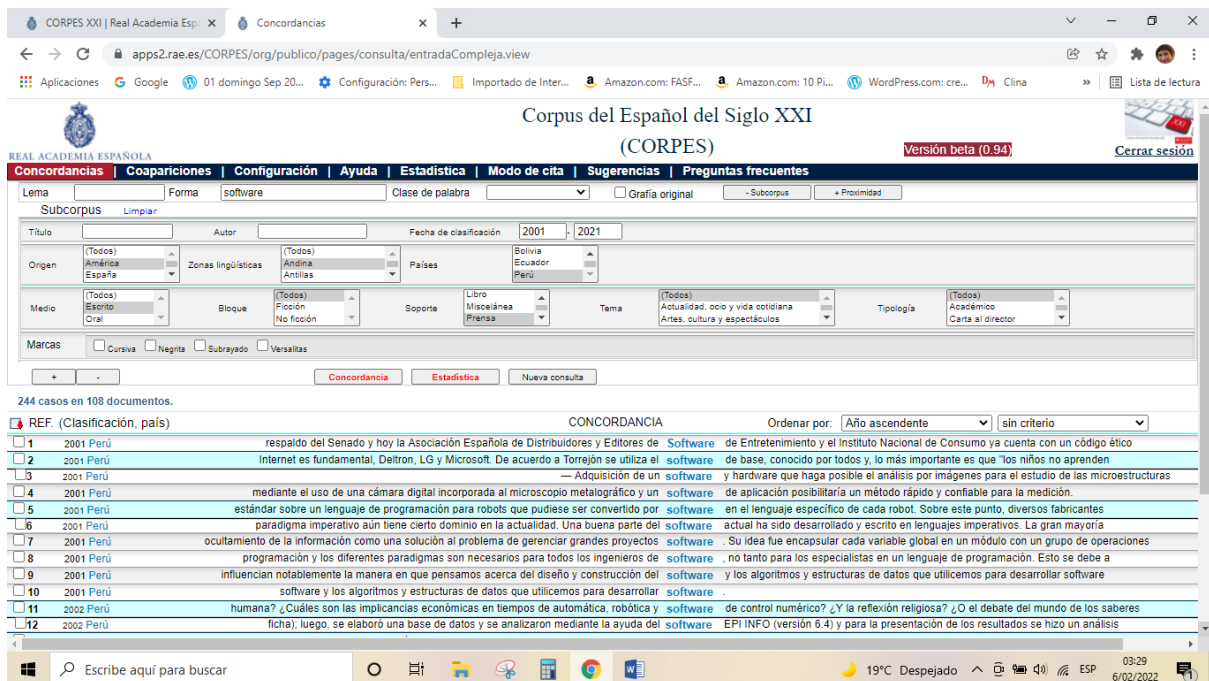 CORPES XXI | Real Academia Esp
Concordancias
apps2.rae.es/CORPES/org/publico/pages/consulta/entradaCompleja.view
Aplicaciones Google 01 domingo Sep 20... Configuración: Pers... Importado de Inter... Amazon.com: FASF... Amazon.com: 10 Pi... WordPress.com: cre... Clina » Lista de lectura
REAL ACADEMIA ESPAÑOLA
Corpus del Español del Siglo XXI
(CORPES)
Versión beta (0.94)
XXI
Cerrar sesión
Concordancias | Coapariciones | Configuración | Ayuda | Estadística | Modo de cita | Sugerencias | Preguntas frecuentes
Lema Forma software Clase de palabra Grafía original - Subcorpus + Proximidad
Subcorpus Limpiar
Título Autor Fecha de clasificación 2001 - 2021
Origen (Todos) América España Zonas lingüísticas (Todos) Andina Antillas Países Bolivia Ecuador Perú
Medio (Todos) Escrito Oral Bloque (Todos) Ficción No ficción Soporte Libro Miscelánea Prensa Tema (Todos) Actualidad, ocio y vida cotidiana Artes, cultura y espectáculos Tipología (Todos) Académico Carta al director
Marcas Cursiva Negrita Subrayado Versalitas
+ - Concordancia Estadística Nueva consulta
244 casos en 108 documentos.
REF. (Clasificación, país) CONCORDANCIA Ordenar por: Año ascendente sin criterio
1 2001 Perú respaldo del Senado y hoy la Asociación Española de Distribuidores y Editores de Software de Entretenimiento y el Instituto Nacional de Consumo ya cuenta con un código ético
2 2001 Perú Internet es fundamental, Deltron, LG y Microsoft. De acuerdo a Torrejón se utiliza el software de base, conocido por todos y, lo más importante es que "los niños no aprenden
3 2001 Perú — Adquisición de un software y hardware que haga posible el análisis por imágenes para el estudio de las microestructuras
4 2001 Perú mediante el uso de una cámara digital incorporada al microscopio metalográfico y un software de aplicación posibilitaría un método rápido y confiable para la medición.
5 2001 Perú estándar sobre un lenguaje de programación para robots que pudiese ser convertido por software en el lenguaje específico de cada robot. Sobre este punto, diversos fabricantes
6 2001 Perú paradigma imperativo aún tiene cierto dominio en la actualidad. Una buena parte del software actual ha sido desarrollado y escrito en lenguajes imperativos. La gran mayoría
7 2001 Perú ocultamiento de la información como una solución al problema de gerenciar grandes proyectos software . Su idea fue encapsular cada variable global en un módulo con un grupo de operaciones
8 2001 Perú programación y los diferentes paradigmas son necesarios para todos los ingenieros de software , no tanto para los especialistas en un lenguaje de programación. Esto se debe a
9 2001 Perú influencian notablemente la manera en que pensamos acerca del diseño y construcción del software y los algoritmos y estructuras de datos que utilicemos para desarrollar software
10 2001 Perú software y los algoritmos y estructuras de datos que utilicemos para desarrollar software .
11 2002 Perú humana? ¿Cuáles son las implicancias económicas en tiempos de automática, robótica y software de control numérico? ¿Y la reflexión religiosa? ¿O el debate del mundo de los saberes
12 2002 Perú ficha); luego, se elaboró una base de datos y se analizaron mediante la ayuda del software EPI INFO (versión 6.4) y para la presentación de los resultados se hizo un análisis
Escribe aquí para buscar 19°C Despejado ESP 03:29
6/02/2022